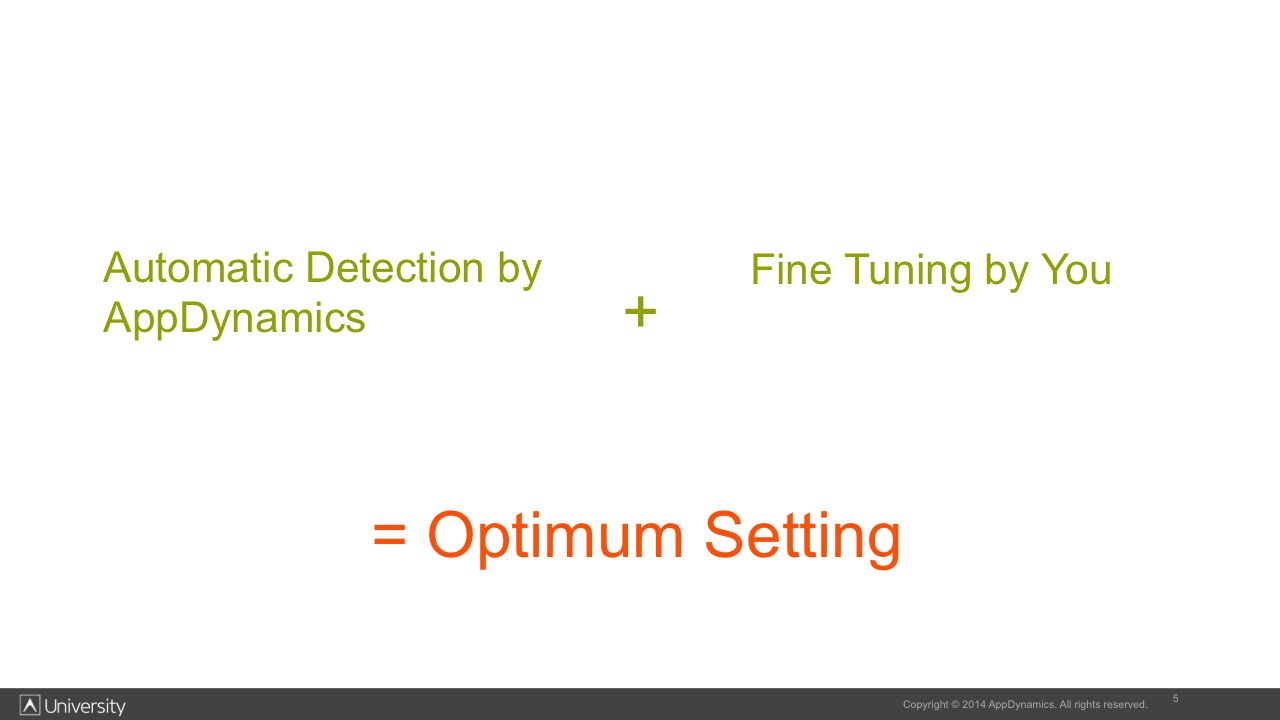 Automatic Detection by
AppDynamics
+
Fine Tuning by You
= Optimum Setting
University
Copyright © 2014 AppDynamics. All rights reserved.
5